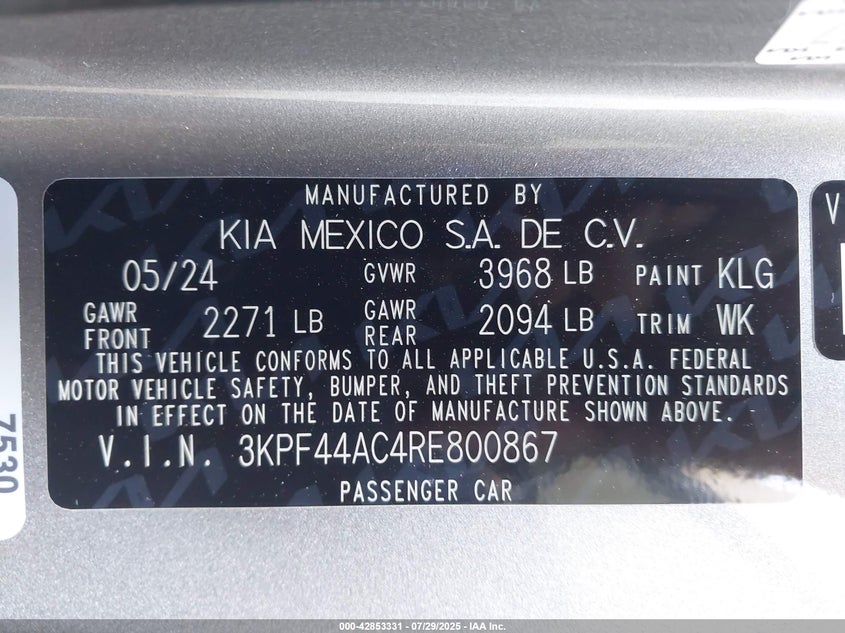 MANUFACTURED BY
KIA MEXICO S.A. DE C.V.
05/24 GVWR 3968 LB PAINT KLG
GAWR FRONT 2271 LB GAWR REAR 2094 LB TRIM WK
THIS VEHICLE CONFORMS TO ALL APPLICABLE U.S.A. FEDERAL
MOTOR VEHICLE SAFETY, BUMPER, AND THEFT PREVENTION STANDARDS
IN EFFECT ON THE DATE OF MANUFACTURE SHOWN ABOVE.
V.I.N. 3KPF44AC4RE800867
PASSENGER CAR
7530
V
000-42853331 - 07/29/2025 - IAA Inc.